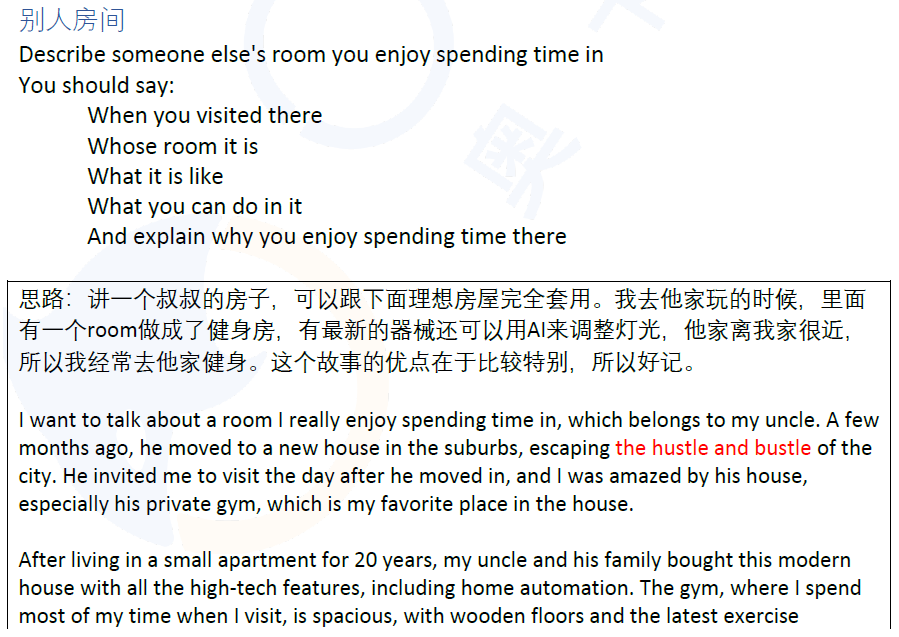 别人房间
Describe someone else's room you enjoy spending time in
You should say:
When you visited there
Whose room it is
What it is like
What you can do in it
And explain why you enjoy spending time there
思路：讲一个叔叔的房子，可以跟下面理想房屋完全套用。我去他家玩的时候，里面
有一个room做成了健身房，有最新的器械还可以用AI来调整灯光，他家离我家很近，
所以我经常去他家健身。这个故事的优点在于比较特别，所以好记。
I want to talk about a room I really enjoy spending time in, which belongs to my uncle. A few
months ago, he moved to a new house in the suburbs, escaping the hustle and bustle of the
city. He invited me to visit the day after he moved in, and I was amazed by his house,
especially his private gym, which is my favorite place in the house.
After living in a small apartment for 20 years, my uncle and his family bought this modern
house with all the high-tech features, including home automation. The gym, where I spend
most of my time when I visit, is spacious, with wooden floors and the latest exercise